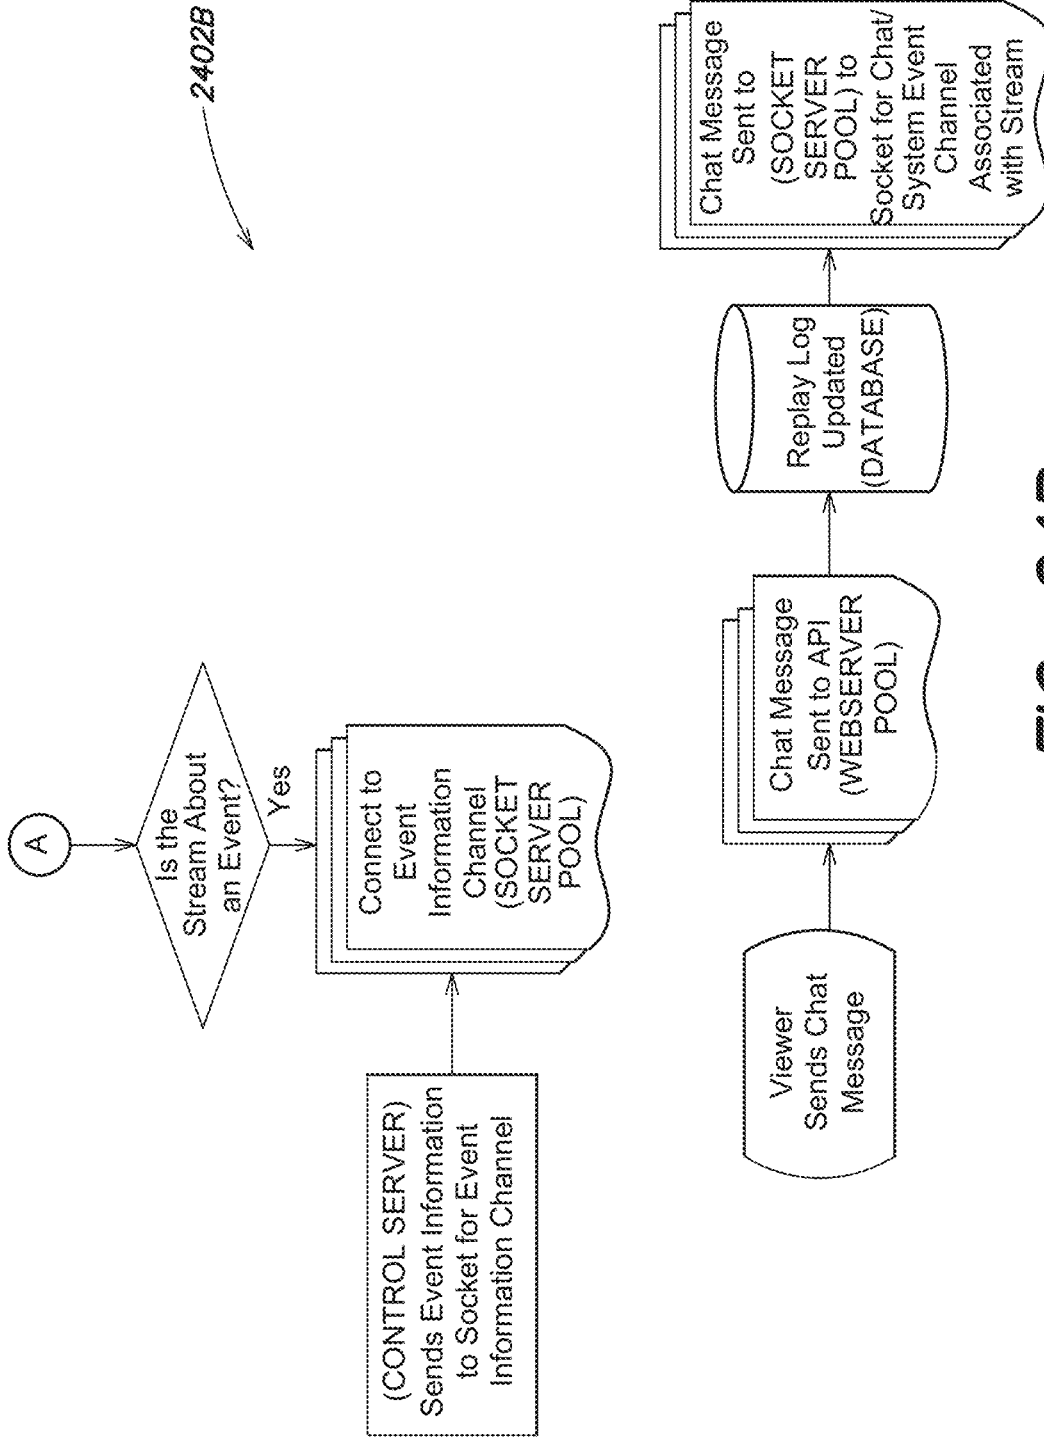 2402B
A
Is the
Stream About
an Event?
Yes
Connect to
Event
Information
Channel
(SOCKET
SERVER
POOL)
(CONTROL SERVER)
Sends Event Information
to Socket for Event
Information Channel
Viewer
Sends Chat
Message
Chat Message
Sent to API
(WEBSERVER
POOL)
Replay Log
Updated
(DATABASE)
Chat Message
Sent to
(SOCKET
SERVER
POOL) to
Socket for Chat/
System Event
Channel
Associated
with Stream